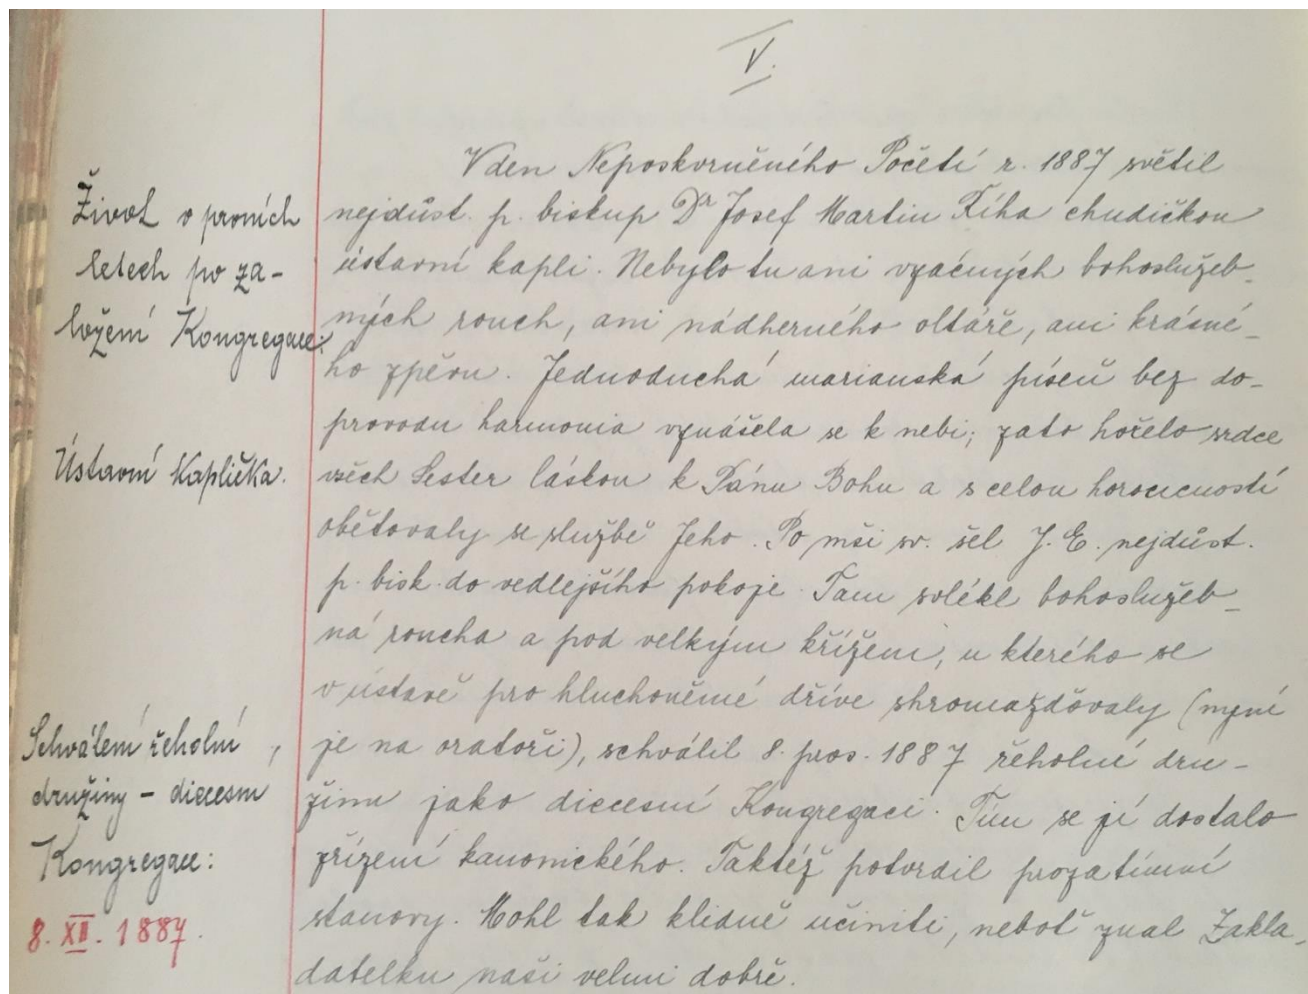 V.
Život v prvních
letech po za-
ložení Kongregace:
Ústavní kaplička.
Schválení řeholní
družiny – diecesní
Kongregace:
8. XII. 1887.
V den Neposkvrněného Početí r. 1887 světil
nejdůst. p. biskup Dr Josef Martin Říha chudičkou
ústavní kapli. Nebylo tu ani vzácných bohoslužeb-
ných rouch, ani nádherného oltáře, ani krásné-
ho zpěvu. Jednoduchá marianská píseň bez do-
provodu harmonia vznášela se k nebi; zato hořelo srdce
všech Sester láskou k Pánu Bohu a s celou horoucností
obětovaly se službě Jeho. Po mši sv. šel J. E. nejdůst.
p. bisk. do vedlejšího pokoje. Tam svlékl bohoslužeb-
ná roucha a pod velkým křížem, u kterého se
v ústavě pro hluchoněmé dříve shromažďovaly (nyní
je na oratoři), schválil 8. pros. 1887 řeholní dru-
žinu jako diecesní Kongregaci. Tím se jí dostalo
zřízení kanonického. Taktéž potvrdil prozatímní
stanovy. Mohl tak klidně učiniti, neboť znal Zakla-
datelku naši velmi dobře.